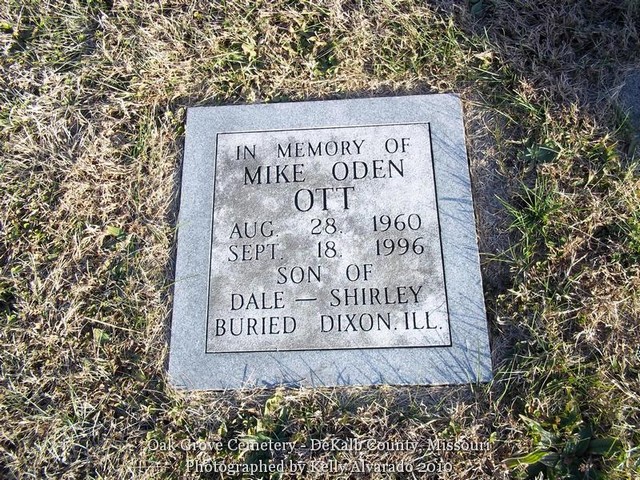 IN MEMORY OF
MIKE ODEN
OTT
AUG. 28. 1960
SEPT. 18. 1996
SON OF
DALE — SHIRLEY
BURIED DIXON. ILL.
Oak Grove Cemetery - DeKalb County, Missouri
Photographed by Kelly Alvarado 2010